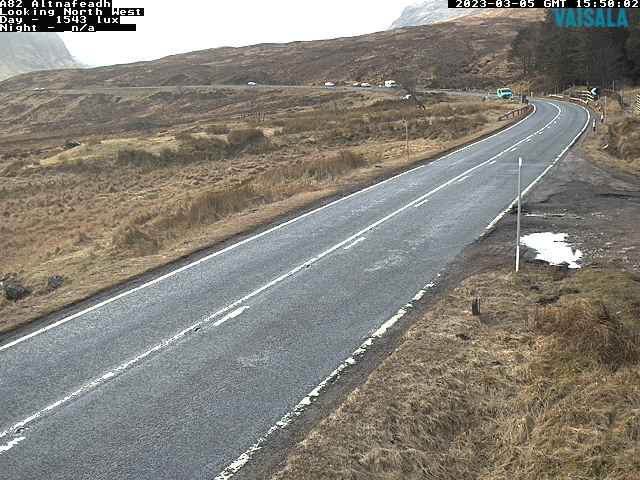 A82 Altnafeadh
Looking North West
Day - 1543 lux
Night - n/a
2023-03-05 GMT 15:50:02
VAISALA